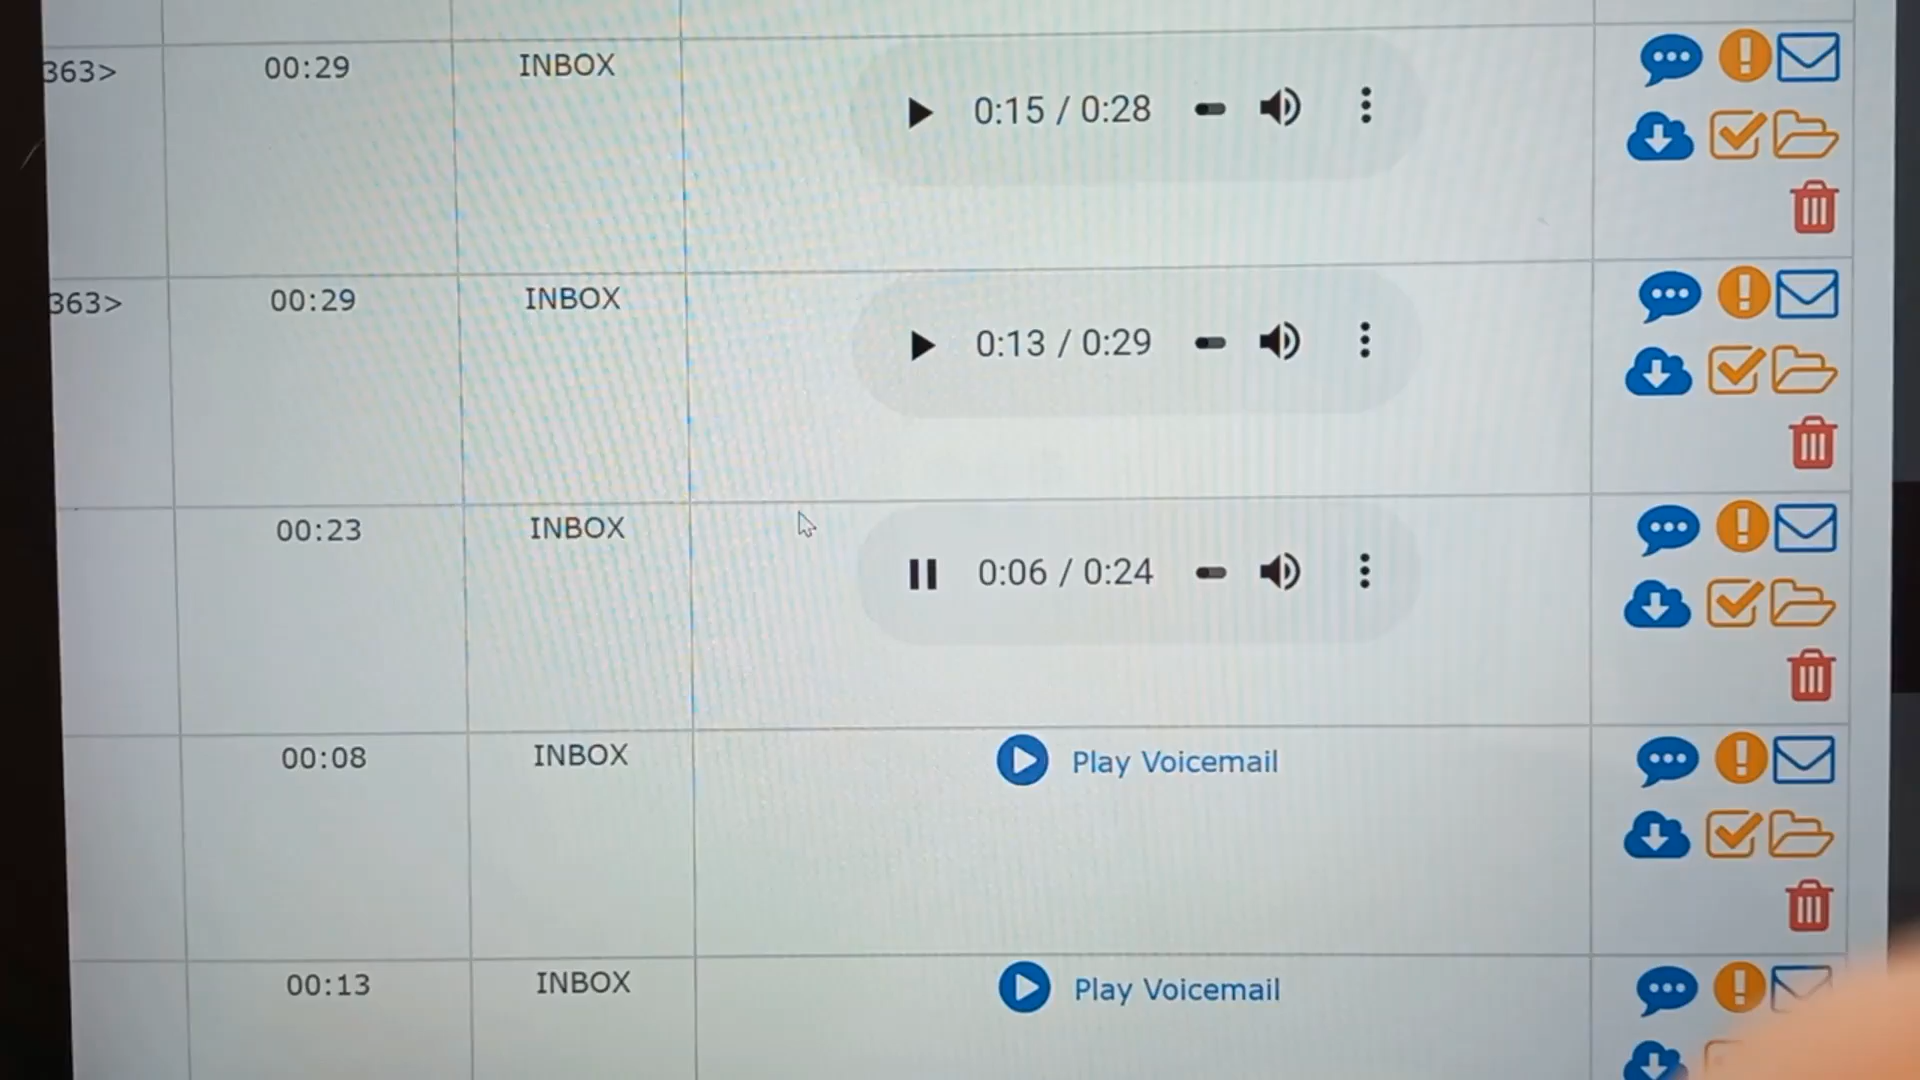 363> 00:29 INBOX 0:15 / 0:28
363> 00:29 INBOX 0:13 / 0:29
00:23 INBOX 0:06 / 0:24
00:08 INBOX Play Voicemail
00:13 INBOX Play Voicemail